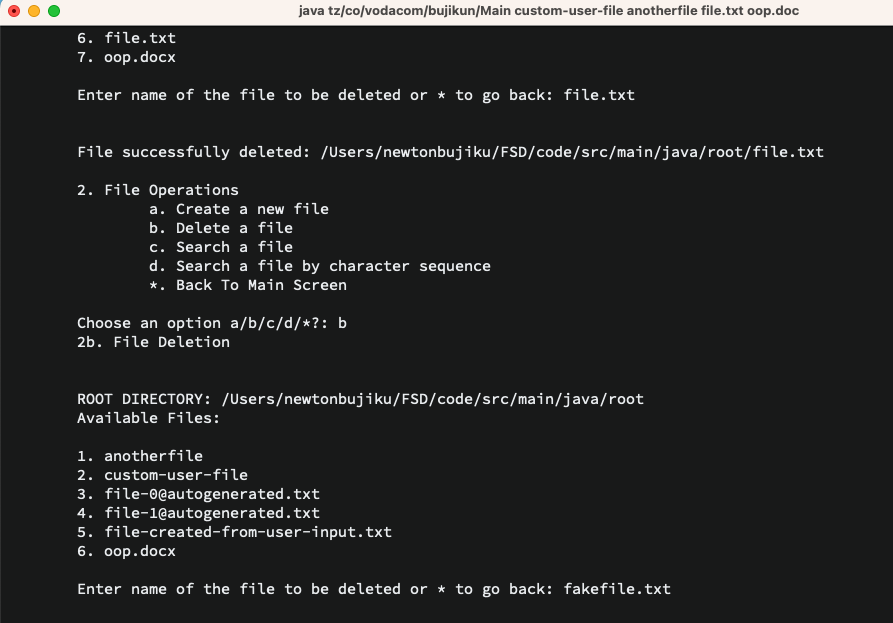 java tz/co/vodacom/bujikun/Main custom-user-file anotherfile file.txt oop.doc
6. file.txt
7. oop.docx
Enter name of the file to be deleted or * to go back: file.txt
File successfully deleted: /Users/newtonbujiku/FSD/code/src/main/java/root/file.txt
2. File Operations
a. Create a new file
b. Delete a file
c. Search a file
d. Search a file by character sequence
*. Back To Main Screen
Choose an option a/b/c/d/*?: b
2b. File Deletion
ROOT DIRECTORY: /Users/newtonbujiku/FSD/code/src/main/java/root
Available Files:
1. anotherfile
2. custom-user-file
3. file-0@autogenerated.txt
4. file-1@autogenerated.txt
5. file-created-from-user-input.txt
6. oop.docx
Enter name of the file to be deleted or * to go back: fakefile.txt